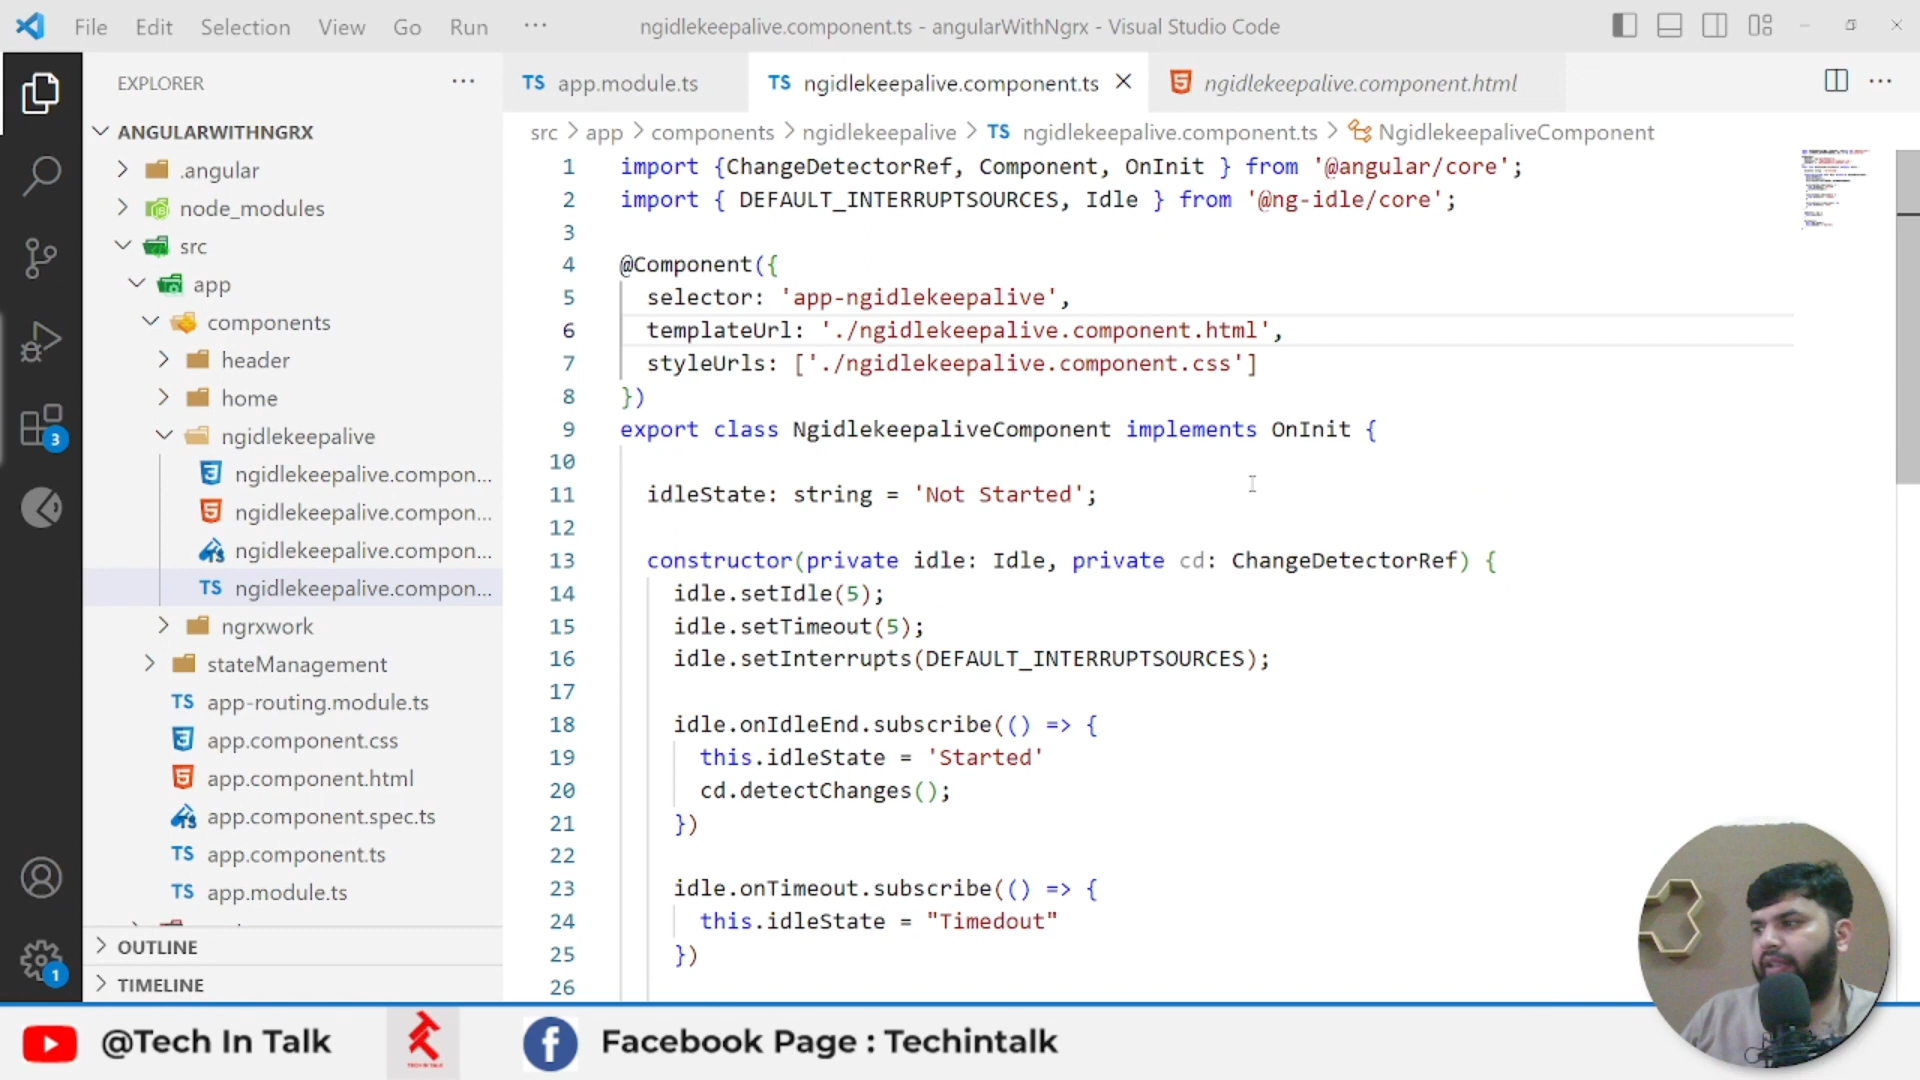 File Edit Selection View Go Run ··· ngidlekeepalive.component.ts - angularWithNgrx - Visual Studio Code
EXPLORER ···
ANGULARWITHNGRX
.angular
node_modules
src
app
components
header
home
ngidlekeepalive
ngidlekeepalive.compon...
ngidlekeepalive.compon...
ngidlekeepalive.compon...
TS ngidlekeepalive.compon...
ngrxwork
stateManagement
TS app-routing.module.ts
app.component.css
app.component.html
app.component.spec.ts
TS app.component.ts
TS app.module.ts
OUTLINE
TIMELINE
3
1
TS app.module.ts
TS ngidlekeepalive.component.ts
ngidlekeepalive.component.html
src > app > components > ngidlekeepalive > TS ngidlekeepalive.component.ts > NgidlekeepaliveComponent
1 import {ChangeDetectorRef, Component, OnInit } from '@angular/core';
2 import { DEFAULT_INTERRUPTSOURCES, Idle } from '@ng-idle/core';
3
4 @Component({
5 selector: 'app-ngidlekeepalive',
6 templateUrl: './ngidlekeepalive.component.html',
7 styleUrls: ['./ngidlekeepalive.component.css']
8 })
9 export class NgidlekeepaliveComponent implements OnInit {
10
11 idleState: string = 'Not Started';
12
13 constructor(private idle: Idle, private cd: ChangeDetectorRef) {
14 idle.setIdle(5);
15 idle.setTimeout(5);
16 idle.setInterrupts(DEFAULT_INTERRUPTSOURCES);
17
18 idle.onIdleEnd.subscribe(() => {
19 this.idleState = 'Started'
20 cd.detectChanges();
21 })
22
23 idle.onTimeout.subscribe(() => {
24 this.idleState = "Timedout"
25 })
26
@Tech In Talk
TECH IN TALK
Facebook Page : Techintalk